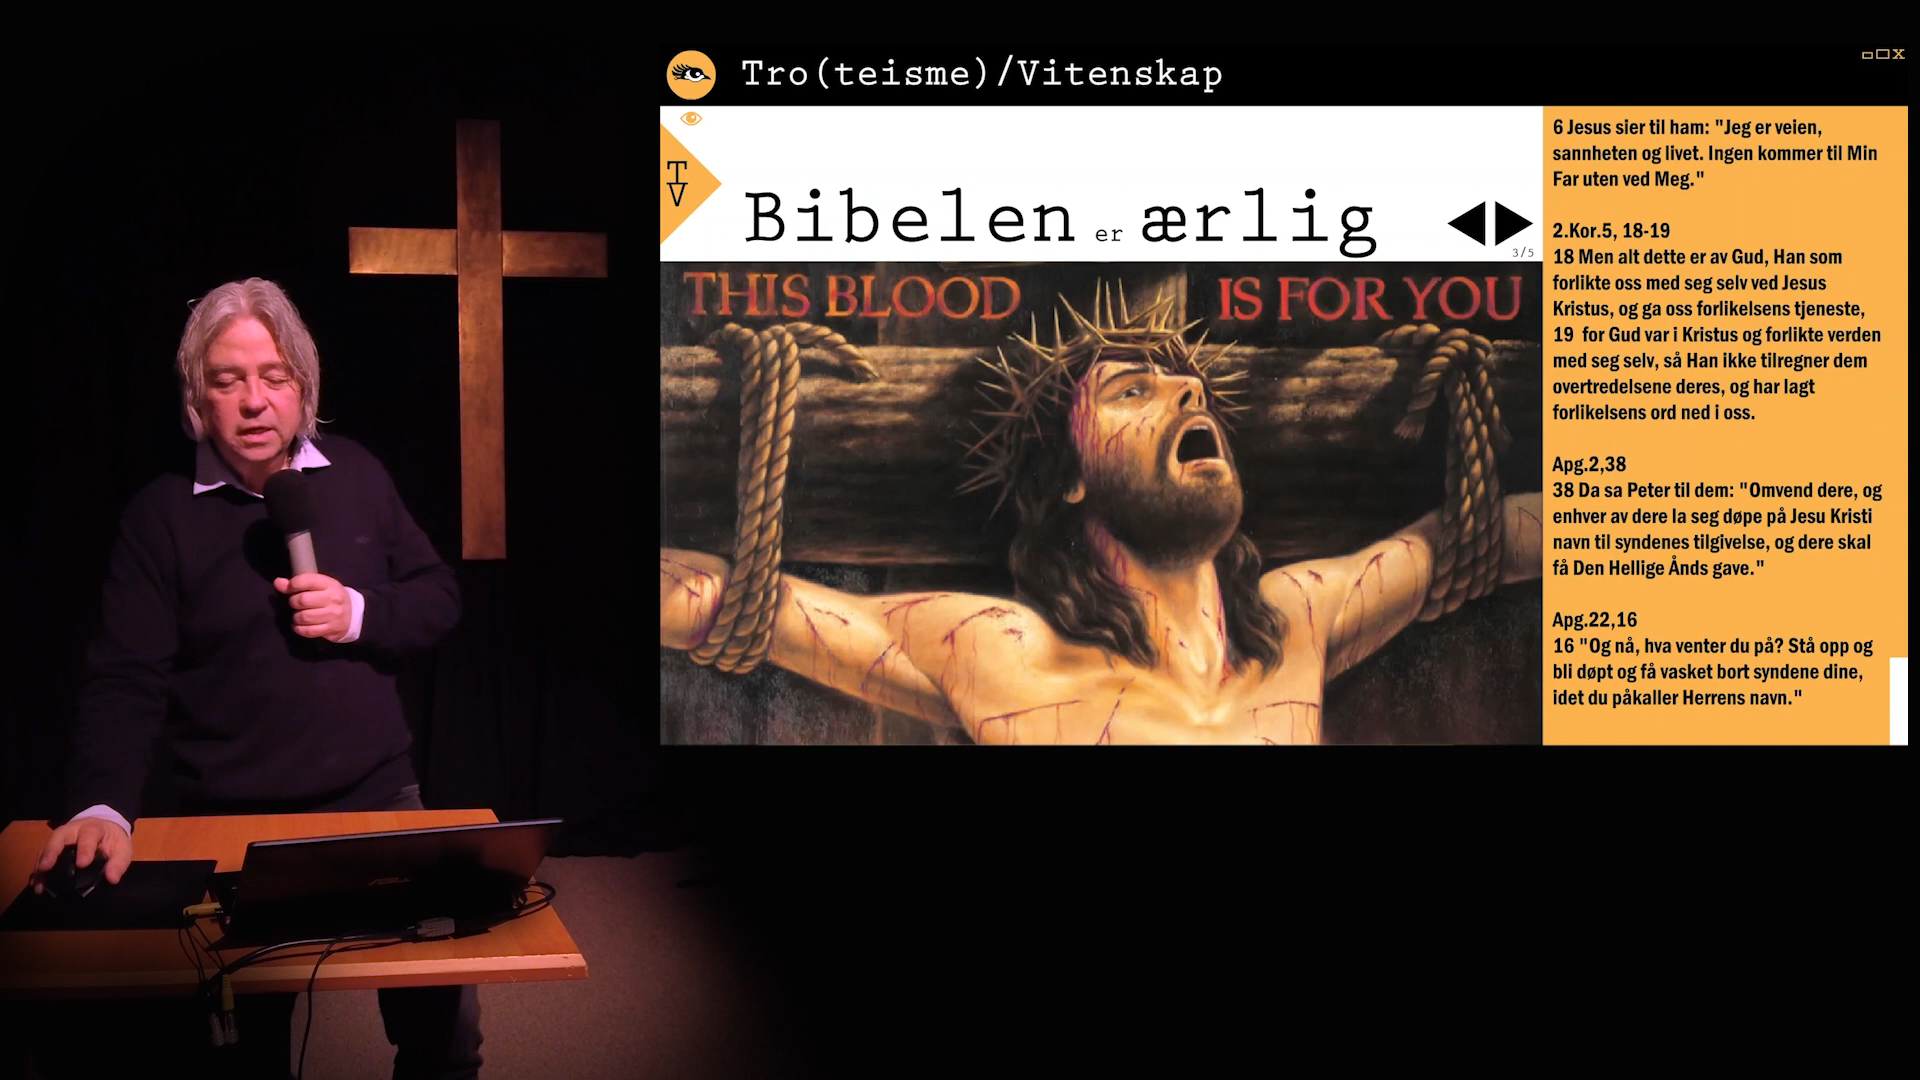 Tro(teisme)/Vitenskap
TV
Bibelen er ærlig
3/5
THIS BLOOD IS FOR YOU
6 Jesus sier til ham: "Jeg er veien,
sannheten og livet. Ingen kommer til Min
Far uten ved Meg."
2.Kor.5, 18-19
18 Men alt dette er av Gud, Han som
forlikte oss med seg selv ved Jesus
Kristus, og ga oss forlikelsens tjeneste,
19 for Gud var i Kristus og forlikte verden
med seg selv, så Han ikke tilregner dem
overtredelsene deres, og har lagt
forlikelsens ord ned i oss.
Apg.2,38
38 Da sa Peter til dem: "Omvend dere, og
enhver av dere la seg døpe på Jesu Kristi
navn til syndenes tilgivelse, og dere skal
få Den Hellige Ånds gave."
Apg.22,16
16 "Og nå, hva venter du på? Stå opp og
bli døpt og få vasket bort syndene dine,
idet du påkaller Herrens navn."